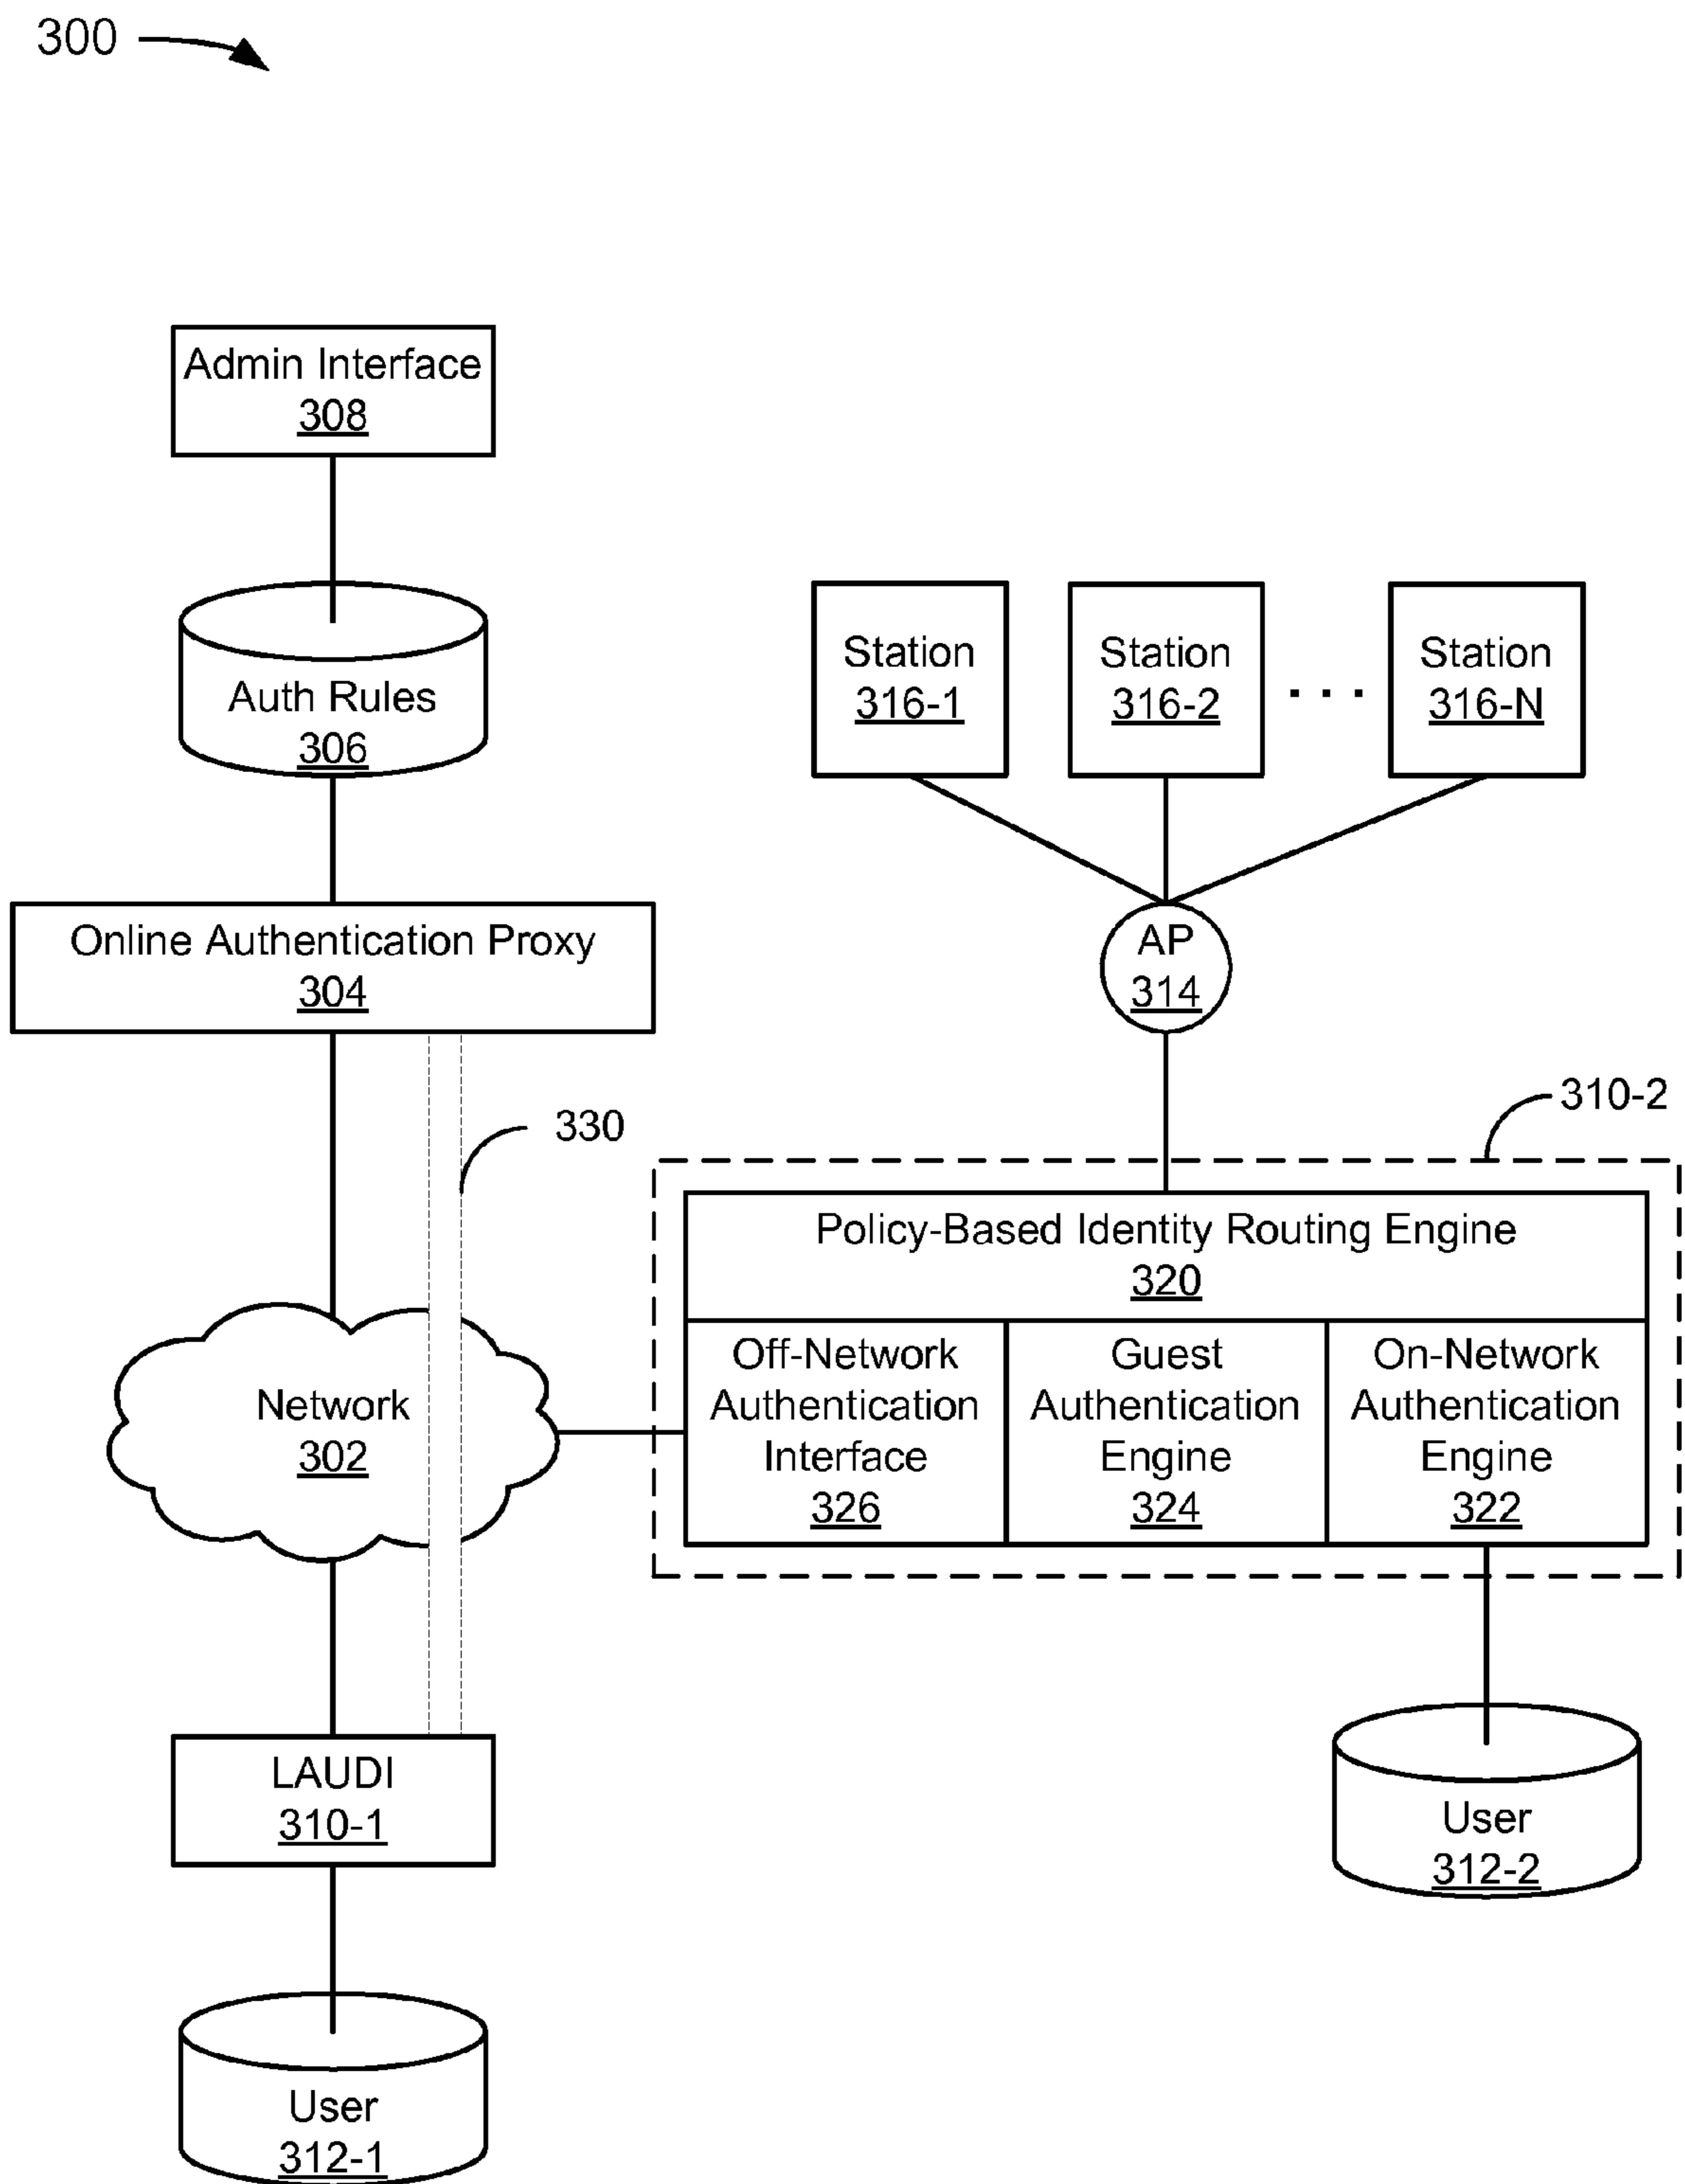 300
Admin Interface
308
Auth Rules
306
Station
316-1
Station
316-2
. . .
Station
316-N
Online Authentication Proxy
304
AP
314
330
310-2
Policy-Based Identity Routing Engine
320
Off-Network
Authentication
Interface
326
Guest
Authentication
Engine
324
On-Network
Authentication
Engine
322
Network
302
LAUDI
310-1
User
312-2
User
312-1